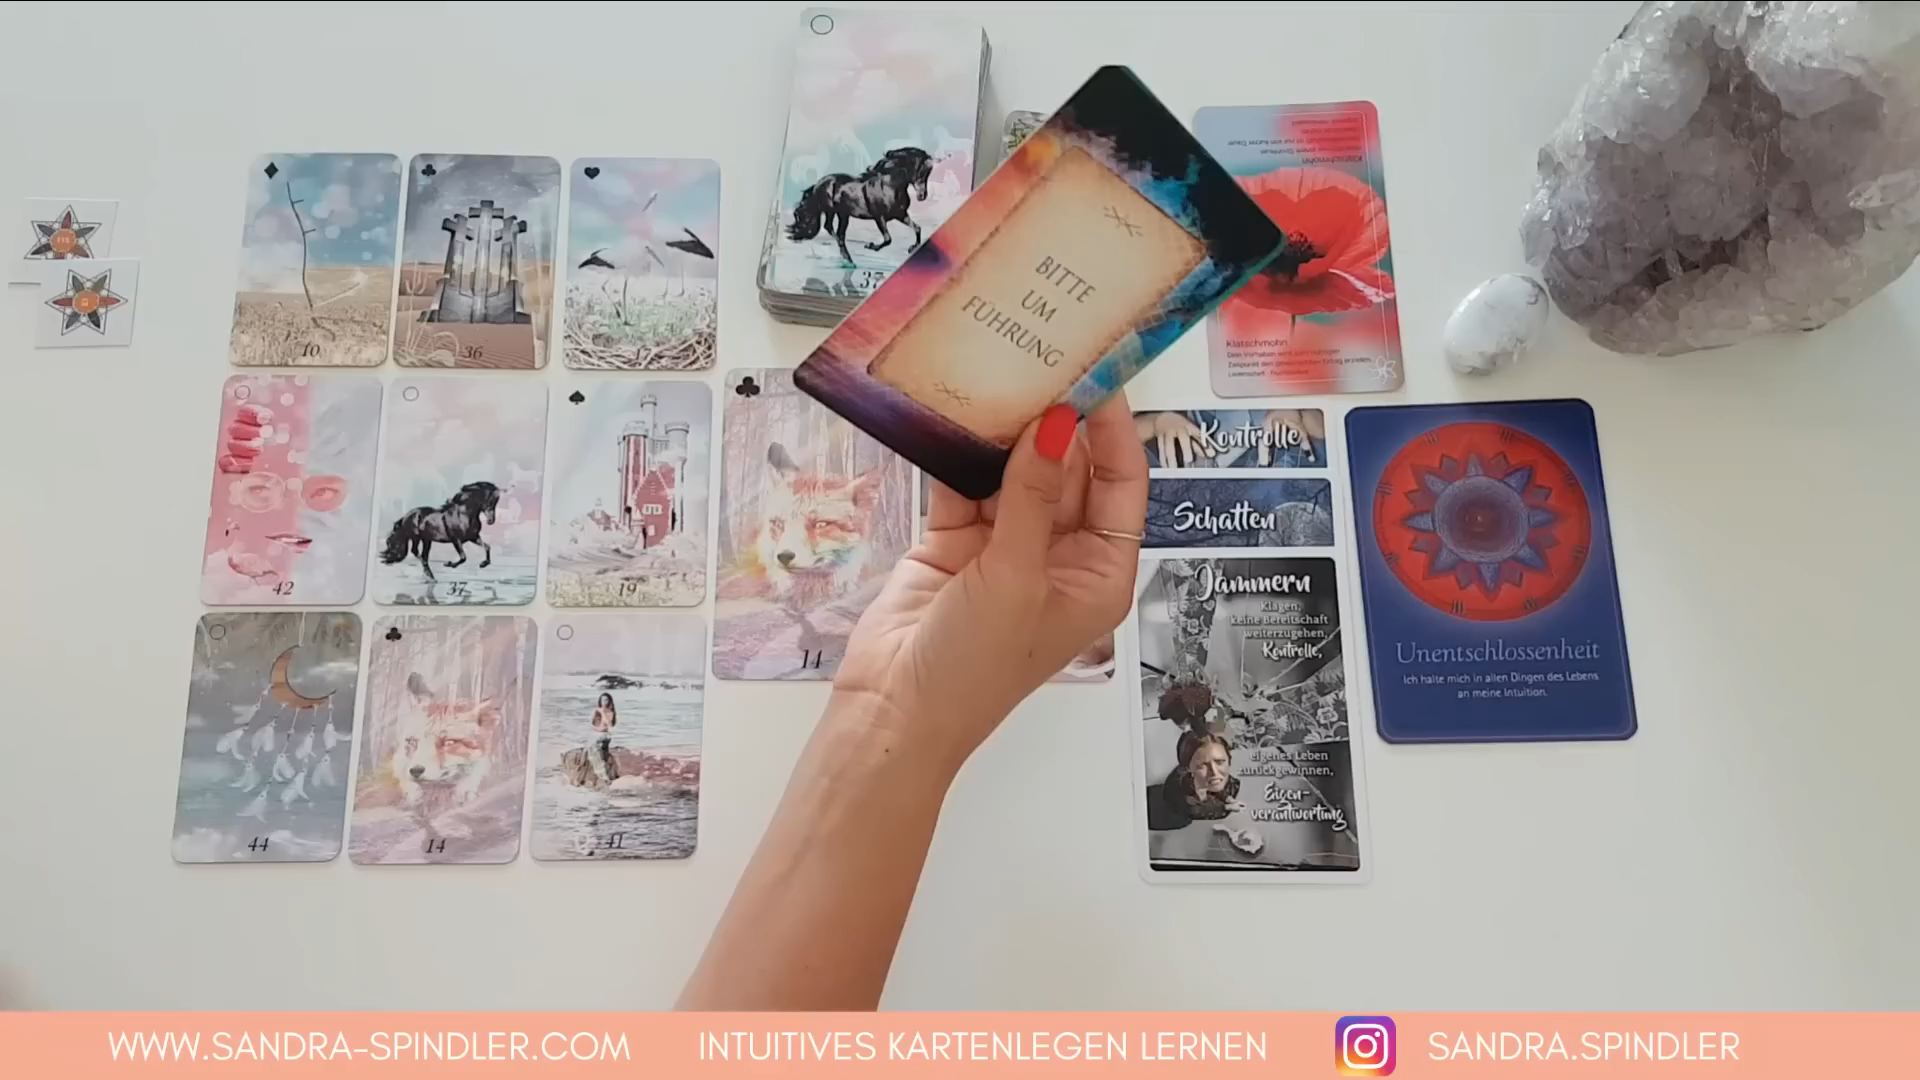 37
BITTE
UM
FÜHRUNG
Klatschmohn
Klatschmohn
10
36
42
37
19
14
44
14
41
Kontrolle
Schatten
Jammern
Klagen,
keine Bereitschaft
weiterzugehen,
Kontrolle,
eigenes Leben
zurückgewinnen,
Eigen-
verantwortung
Unentschlossenheit
Ich halte mich in allen Dingen des Lebens
an meine Intuition.
WWW.SANDRA-SPINDLER.COM
INTUITIVES KARTENLEGEN LERNEN
SANDRA.SPINDLER